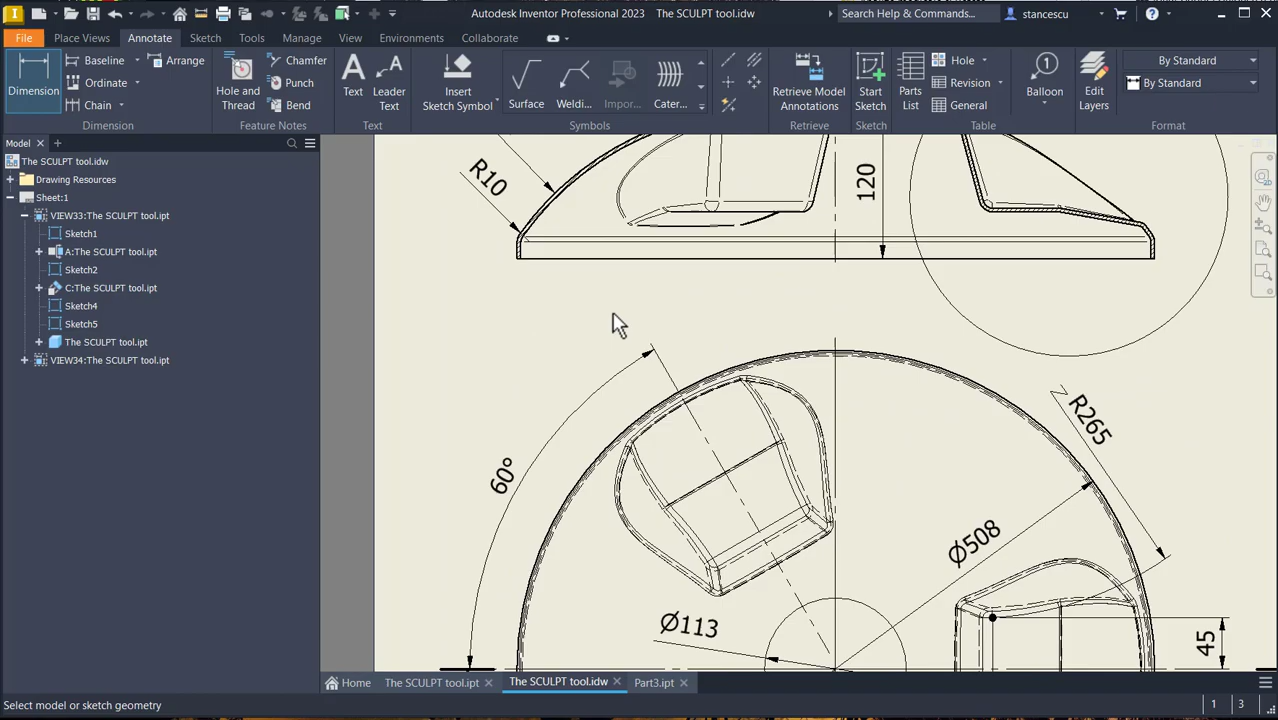 Autodesk Inventor Professional 2023 The SCULPT tool.idw
Search Help & Commands...
stancescu
File Place Views Annotate Sketch Tools Manage View Environments Collaborate
Dimension
Baseline
Ordinate
Chain
Arrange
Dimension
Hole and Thread
Chamfer
Punch
Bend
Feature Notes
Text
Leader Text
Text
Insert Sketch Symbol
Surface
Weldi...
Impor...
Cater...
Symbols
Retrieve Model Annotations
Retrieve
Start Sketch
Sketch
Parts List
Hole
Revision
General
Table
Balloon
Edit Layers
By Standard
By Standard
Format
Model
The SCULPT tool.idw
Drawing Resources
Sheet:1
VIEW33:The SCULPT tool.ipt
Sketch1
A:The SCULPT tool.ipt
Sketch2
C:The SCULPT tool.ipt
Sketch4
Sketch5
The SCULPT tool.ipt
VIEW34:The SCULPT tool.ipt
R10
120
60°
R265
Ø508
Ø113
45
Home The SCULPT tool.ipt The SCULPT tool.idw Part3.ipt
Select model or sketch geometry
1 3